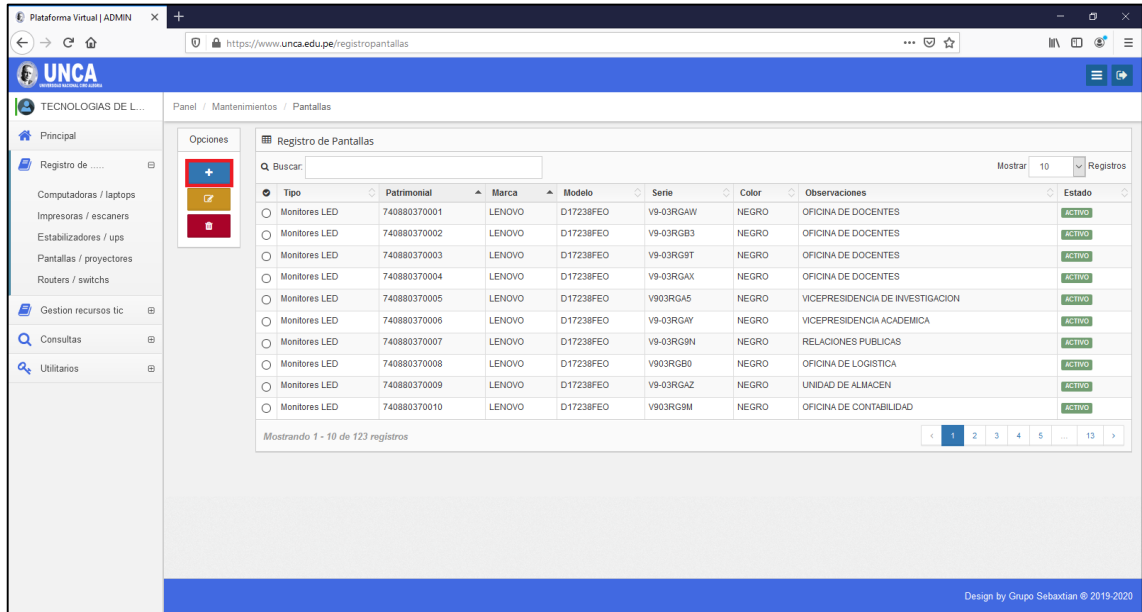 Plataforma Virtual | ADMIN
https://www.unca.edu.pe/registropantallas
UNCA
UNIVERSIDAD NACIONAL CIRO ALEGRIA
TECNOLOGIAS DE L...
Panel / Mantenimientos / Pantallas
Principal
Registro de .....
Computadoras / laptops
Impresoras / escaners
Estabilizadores / ups
Pantallas / proyectores
Routers / switchs
Gestion recursos tic
Consultas
Utilitarios
Opciones
Registro de Pantallas
Buscar:
Mostrar 10 Registros
Tipo Patrimonial Marca Modelo Serie Color Observaciones Estado
Monitores LED 740880370001 LENOVO D17238FEO V9-03RGAW NEGRO OFICINA DE DOCENTES ACTIVO
Monitores LED 740880370002 LENOVO D17238FEO V9-03RGB3 NEGRO OFICINA DE DOCENTES ACTIVO
Monitores LED 740880370003 LENOVO D17238FEO V9-03RG9T NEGRO OFICINA DE DOCENTES ACTIVO
Monitores LED 740880370004 LENOVO D17238FEO V9-03RGAX NEGRO OFICINA DE DOCENTES ACTIVO
Monitores LED 740880370005 LENOVO D17238FEO V903RGA5 NEGRO VICEPRESIDENCIA DE INVESTIGACION ACTIVO
Monitores LED 740880370006 LENOVO D17238FEO V9-03RGAY NEGRO VICEPRESIDENCIA ACADEMICA ACTIVO
Monitores LED 740880370007 LENOVO D17238FEO V9-03RG9N NEGRO RELACIONES PUBLICAS ACTIVO
Monitores LED 740880370008 LENOVO D17238FEO V903RGB0 NEGRO OFICINA DE LOGISTICA ACTIVO
Monitores LED 740880370009 LENOVO D17238FEO V9-03RGAZ NEGRO UNIDAD DE ALMACEN ACTIVO
Monitores LED 740880370010 LENOVO D17238FEO V903RG9M NEGRO OFICINA DE CONTABILIDAD ACTIVO
Mostrando 1 - 10 de 123 registros
‹ 1 2 3 4 5 ... 13 ›
Design by Grupo Sebaxtian ® 2019-2020